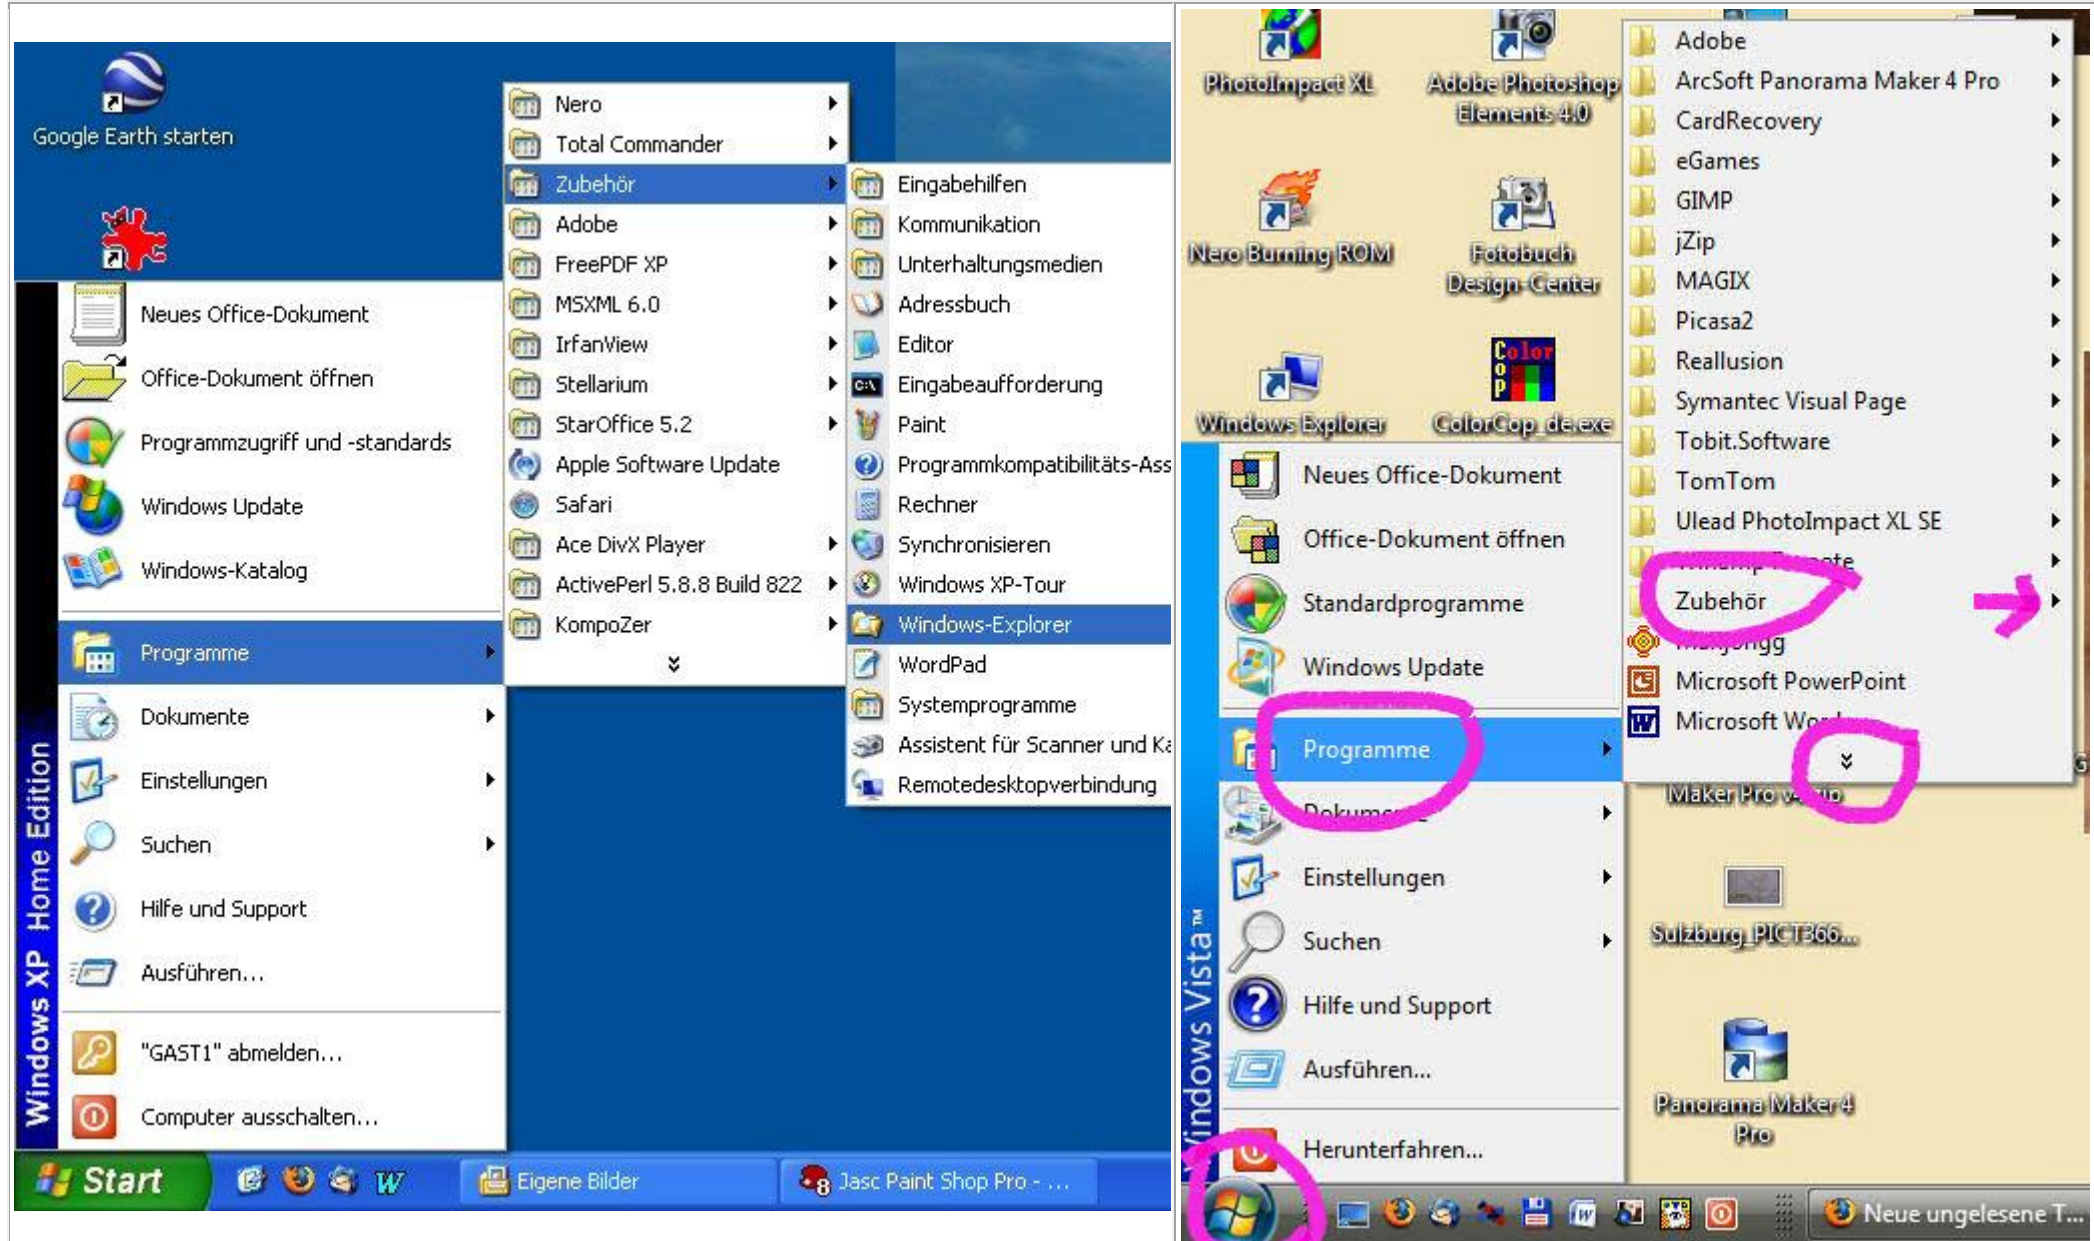 Google Earth starten
Nero
Total Commander
Zubehör
Adobe
FreePDF XP
MSXML 6.0
IrfanView
Stellarium
StarOffice 5.2
Apple Software Update
Safari
Ace DivX Player
ActivePerl 5.8.8 Build 822
KompoZer
Eingabehilfen
Kommunikation
Unterhaltungsmedien
Adressbuch
Editor
Eingabeaufforderung
Paint
Programmkompatibilitäts-Ass
Rechner
Synchronisieren
Windows XP-Tour
Windows-Explorer
WordPad
Systemprogramme
Assistent für Scanner und Ka
Remotedesktopverbindung
Neues Office-Dokument
Office-Dokument öffnen
Programmzugriff und -standards
Windows Update
Windows-Katalog
Programme
Dokumente
Einstellungen
Suchen
Hilfe und Support
Ausführen...
"GAST1" abmelden...
Computer ausschalten...
Windows XP Home Edition
Start
Eigene Bilder
Jasc Paint Shop Pro - ...
PhotoImpact XL
Adobe Photoshop
Elements 4.0
Nero Burning ROM
Fotobuch
Design-Center
Windows Explorer
ColorCop_de.exe
Adobe
ArcSoft Panorama Maker 4 Pro
CardRecovery
eGames
GIMP
jZip
MAGIX
Picasa2
Reallusion
Symantec Visual Page
Tobit.Software
TomTom
Ulead PhotoImpact XL SE
Zubehör
Mahjongg
Microsoft PowerPoint
Microsoft Word
Neues Office-Dokument
Office-Dokument öffnen
Standardprogramme
Windows Update
Programme
Dokumente
Einstellungen
Suchen
Hilfe und Support
Ausführen...
Herunterfahren...
Windows Vista™
Maker Pro
Sulzburg_PICT366...
Panorama Maker 4
Pro
Neue ungelesene T...